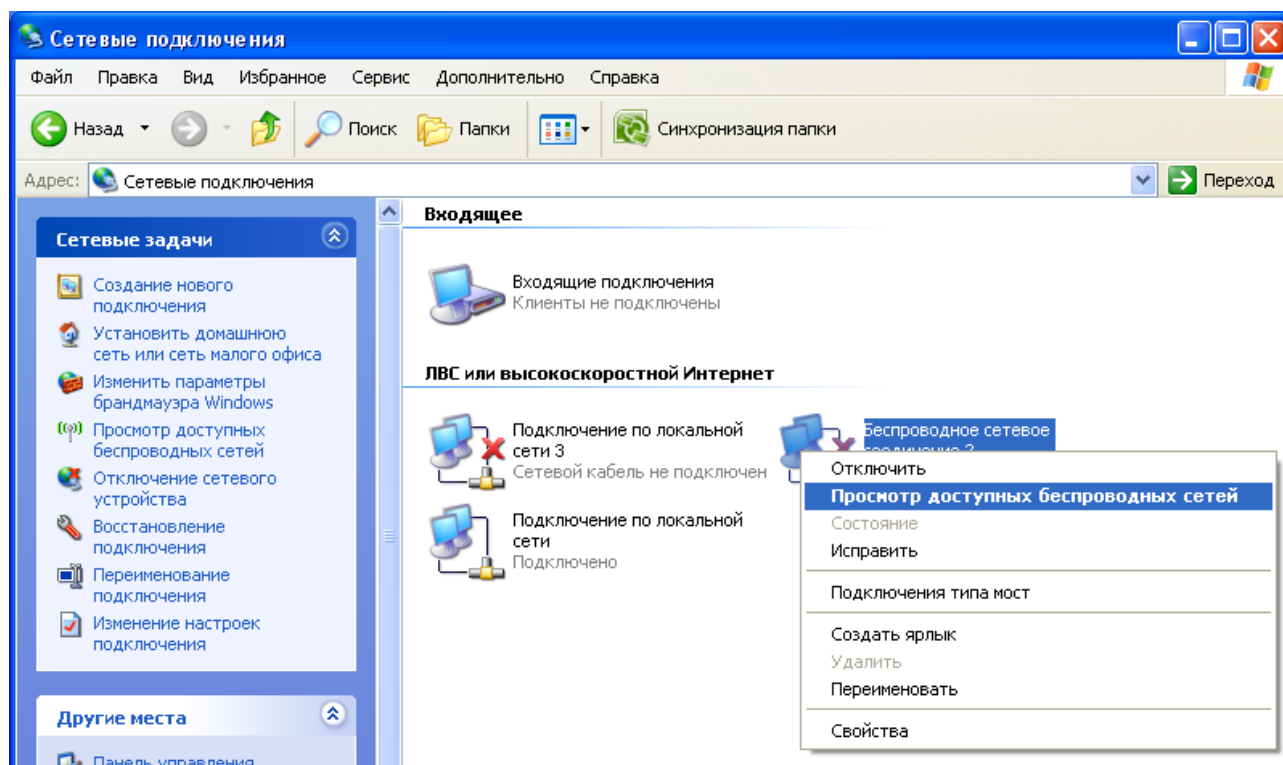 Сетевые подключения
Файл Правка Вид Избранное Сервис Дополнительно Справка
Назад Поиск Папки Синхронизация папки
Адрес: Сетевые подключения Переход
Сетевые задачи
Создание нового
подключения
Установить домашнюю
сеть или сеть малого офиса
Изменить параметры
брандмауэра Windows
Просмотр доступных
беспроводных сетей
Отключение сетевого
устройства
Восстановление
подключения
Переименование
подключения
Изменение настроек
подключения
Другие места
Панель управления
Входящее
Входящие подключения
Клиенты не подключены
ЛВС или высокоскоростной Интернет
Подключение по локальной
сети 3
Сетевой кабель не подключен
Беспроводное сетевое
соединение 2
Подключение по локальной
сети
Подключено
Отключить
Просмотр доступных беспроводных сетей
Состояние
Исправить
Подключения типа мост
Создать ярлык
Удалить
Переименовать
Свойства